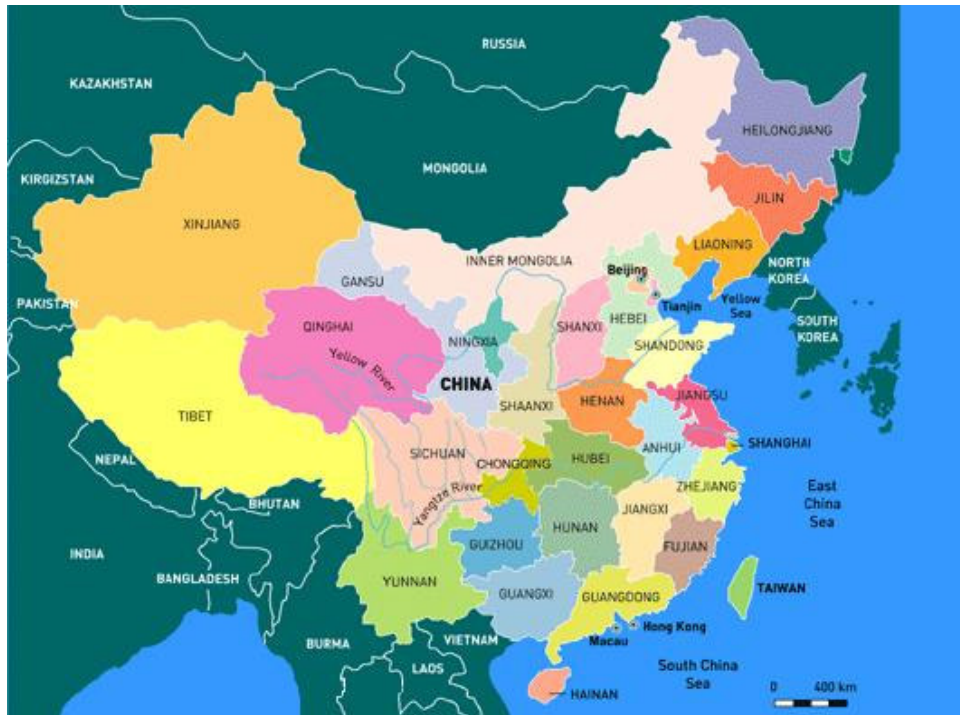 RUSSIA
KAZAKHSTAN
HEILONGJIANG
MONGOLIA
KIRGIZSTAN
JILIN
XINJIANG
LIAONING
INNER MONGOLIA
NORTH
KOREA
Beijing
GANSU
PAKISTAN
Tianjin
Yellow
Sea
QINGHAI
HEBEI
SHANXI
SOUTH
KOREA
NINGXIA
SHANDONG
Yellow River
CHINA
JIANGSU
HENAN
SHAANXI
TIBET
SHANGHAI
ANHUI
SICHUAN
HUBEI
NEPAL
CHONGQING
ZHEJIANG
East
China
Sea
Yangtze River
BHUTAN
JIANGXI
HUNAN
GUIZHOU
FUJIAN
INDIA
BANGLADESH
YUNNAN
TAIWAN
GUANGXI
GUANGDONG
Hong Kong
Macau
VIETNAM
BURMA
LAOS
South China
Sea
0 400 km
HAINAN